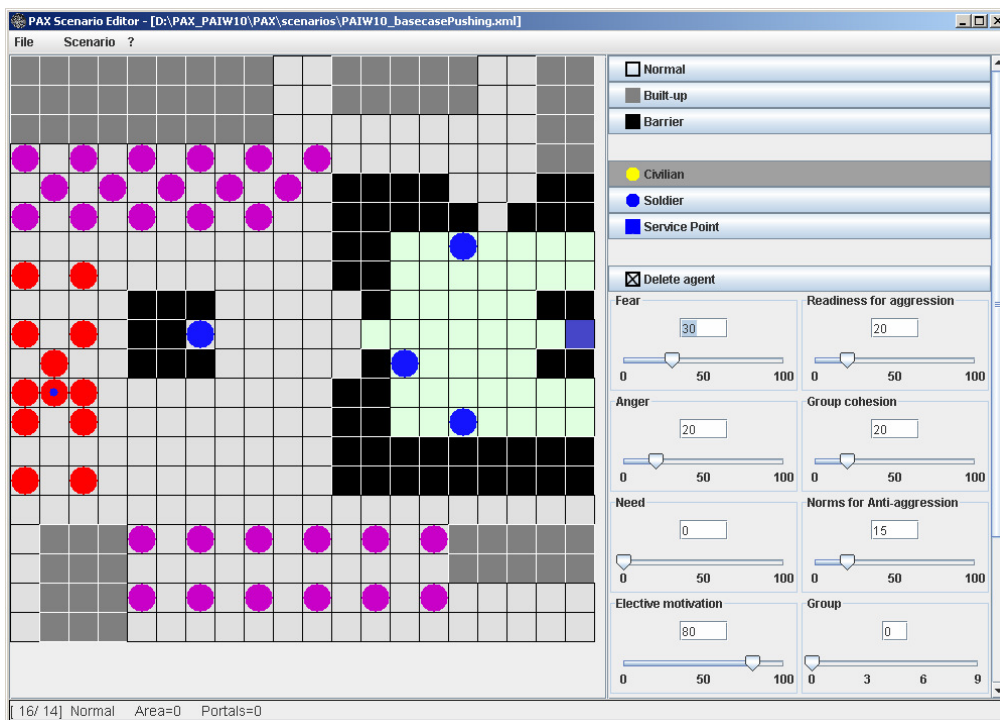 PAX Scenario Editor - [D:\PAX_PAIW10\PAX\scenarios\PAIW10_basecasePushing.xml]
File Scenario ?
Normal
Built-up
Barrier
Civilian
Soldier
Service Point
Delete agent
Fear Readiness for aggression
30 20
0 50 100 0 50 100
Anger Group cohesion
20 20
0 50 100 0 50 100
Need Norms for Anti-aggression
0 15
0 50 100 0 50 100
Elective motivation Group
80 0
0 50 100 0 3 6 9
[ 16/ 14] Normal Area=0 Portals=0